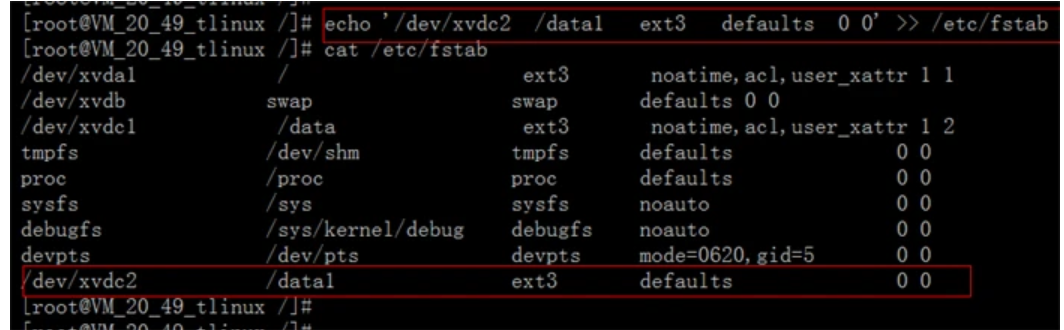 [root@VM_20_49_tlinux /]# echo '/dev/xvdc2  /data1   ext3   defaults  0 0' >> /etc/fstab
[root@VM_20_49_tlinux /]# cat /etc/fstab
/dev/xvda1           /                    ext3       noatime,acl,user_xattr 1 1
/dev/xvdb            swap                 swap       defaults 0 0
/dev/xvdc1           /data                ext3       noatime,acl,user_xattr 1 2
tmpfs                /dev/shm             tmpfs      defaults              0 0
proc                 /proc                proc       defaults              0 0
sysfs                /sys                 sysfs      noauto                0 0
debugfs              /sys/kernel/debug    debugfs    noauto                0 0
devpts               /dev/pts             devpts     mode=0620,gid=5       0 0
/dev/xvdc2           /data1               ext3       defaults              0 0
[root@VM_20_49_tlinux /]#